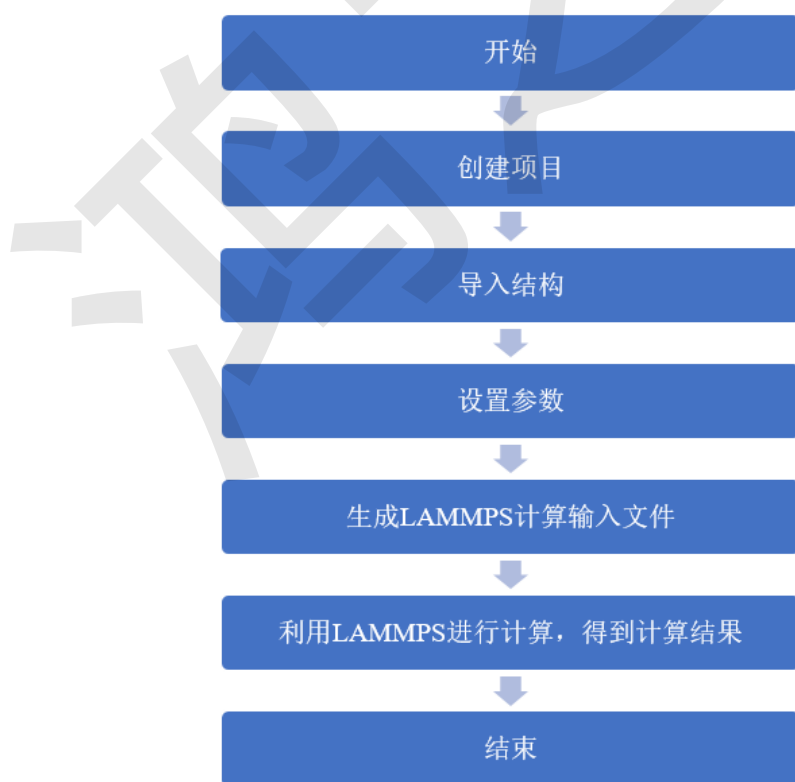 开始
创建项目
导入结构
设置参数
生成LAMMPS计算输入文件
利用LAMMPS进行计算，得到计算结果
结束